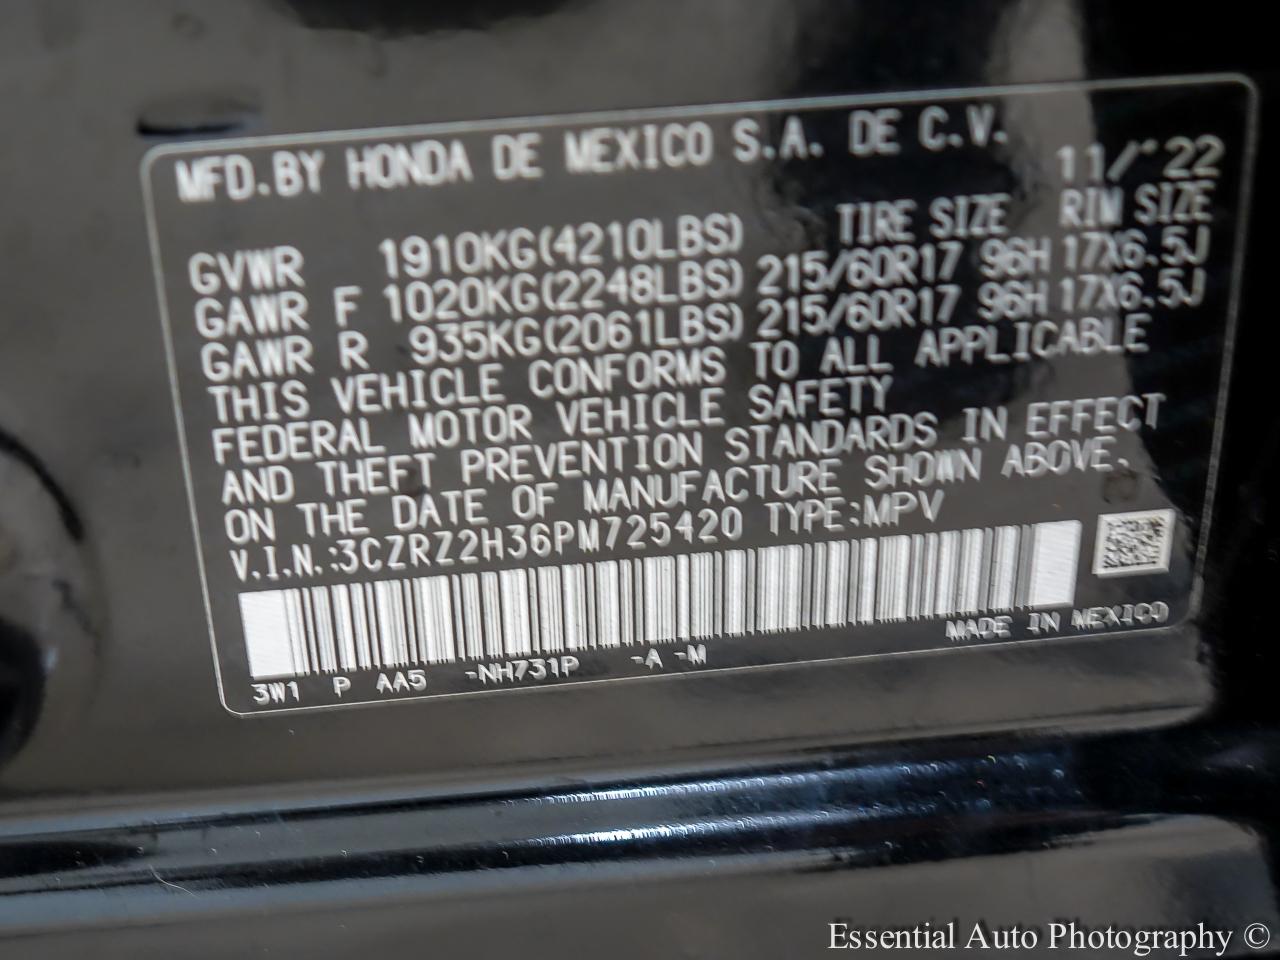 MFD. BY HONDA DE MEXICO S.A. DE C.V. 11/'22
TIRE SIZE RIM SIZE
GVWR 1910KG(4210LBS)
GAWR F 1020KG(2248LBS) 215/60R17 96H 17X6.5J
GAWR R 935KG(2061LBS) 215/60R17 96H 17X6.5J
THIS VEHICLE CONFORMS TO ALL APPLICABLE
FEDERAL MOTOR VEHICLE SAFETY
AND THEFT PREVENTION STANDARDS IN EFFECT
ON THE DATE OF MANUFACTURE SHOWN ABOVE.
V.I.N.:3CZRZ2H36PM725420 TYPE:MPV
MADE IN MEXICO
3W1 P AA5 -NH731P -A -M
Essential Auto Photography ©